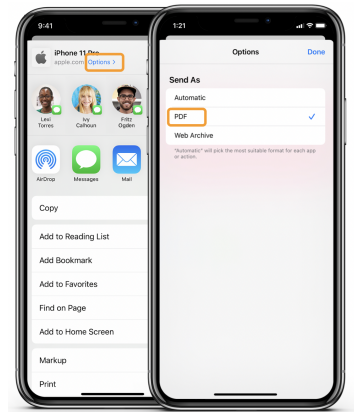 9:41
iPhone 11 Pro
apple.com Options >
Lexi
Torres
Ivy
Calhoun
Fritz
Ogden
AirDrop
Messages
Mail
Copy
Add to Reading List
Add Bookmark
Add to Favorites
Find on Page
Add to Home Screen
Markup
Print
1:21
Options
Done
Send As
Automatic
PDF
Web Archive
"Automatic" will pick the most suitable format for each app
or action.